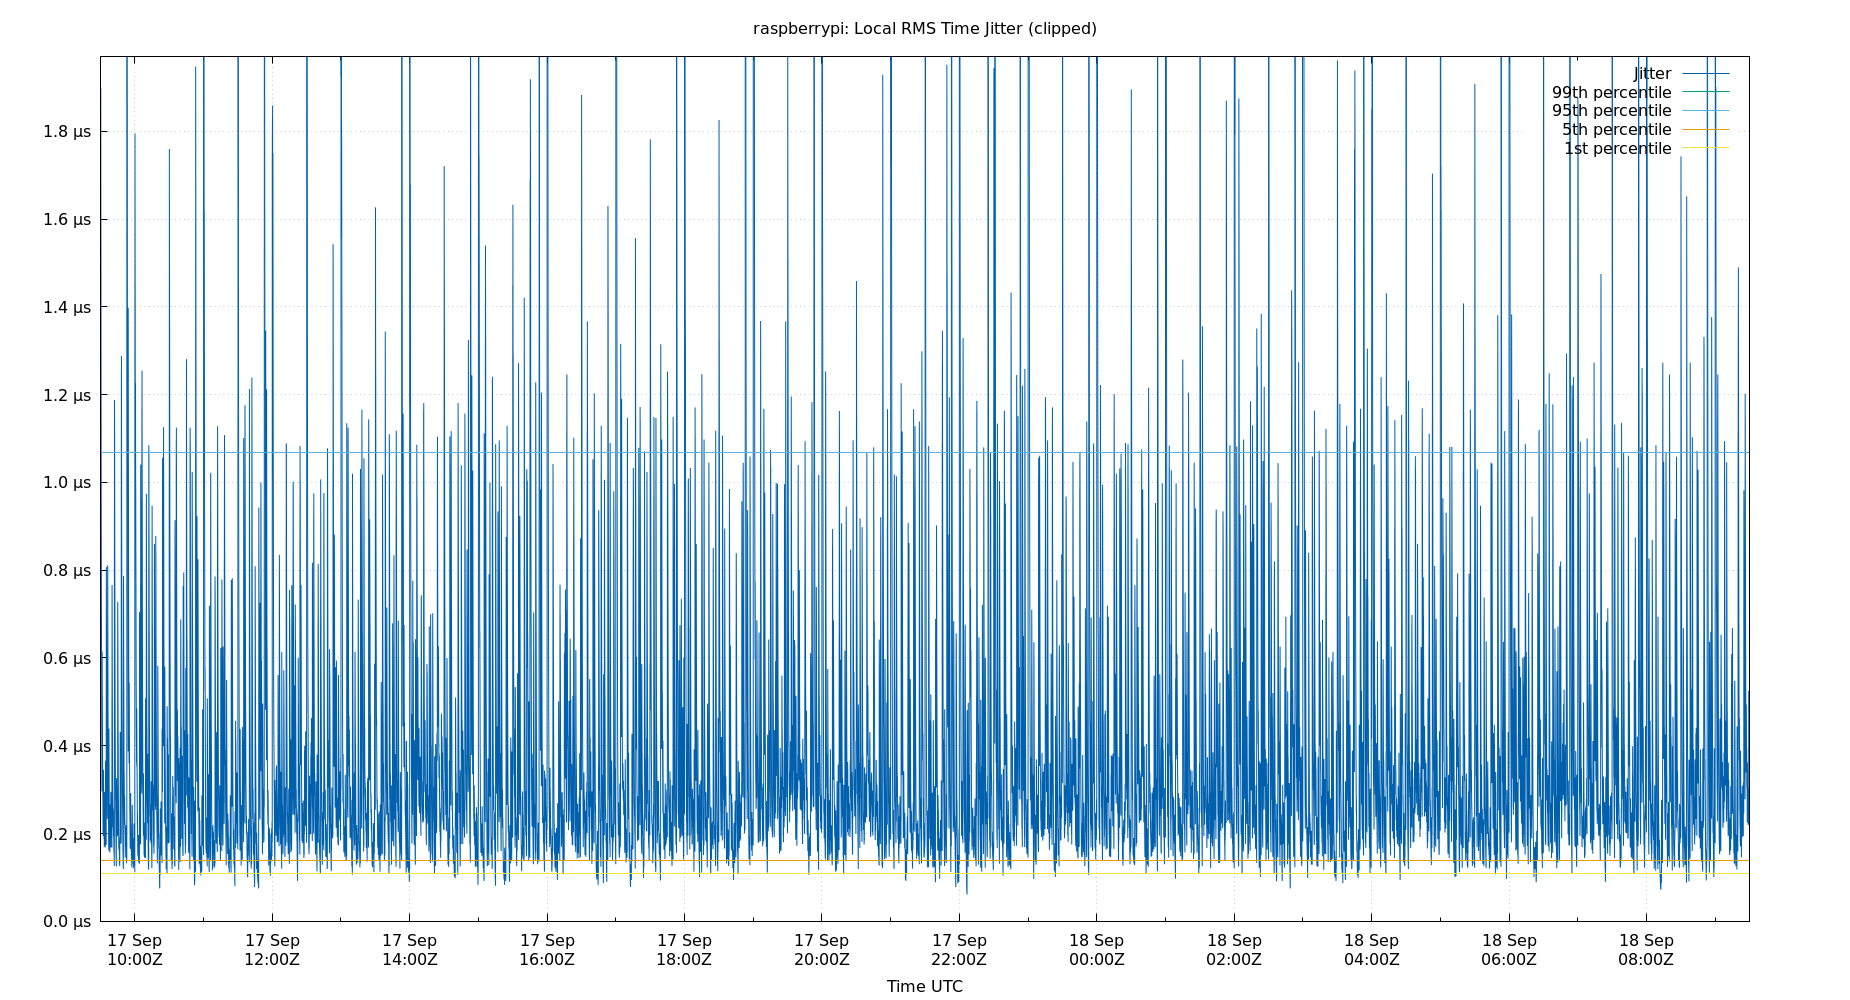 raspberrypi: Local RMS Time Jitter (clipped)
Jitter
99th percentile
95th percentile
5th percentile
1st percentile
1.8 μs
1.6 μs
1.4 μs
1.2 μs
1.0 μs
0.8 μs
0.6 μs
0.4 μs
0.2 μs
0.0 μs
17 Sep 17 Sep 17 Sep 17 Sep 17 Sep 17 Sep 17 Sep 18 Sep 18 Sep 18 Sep 18 Sep 18 Sep
10:00Z 12:00Z 14:00Z 16:00Z 18:00Z 20:00Z 22:00Z 00:00Z 02:00Z 04:00Z 06:00Z 08:00Z
Time UTC